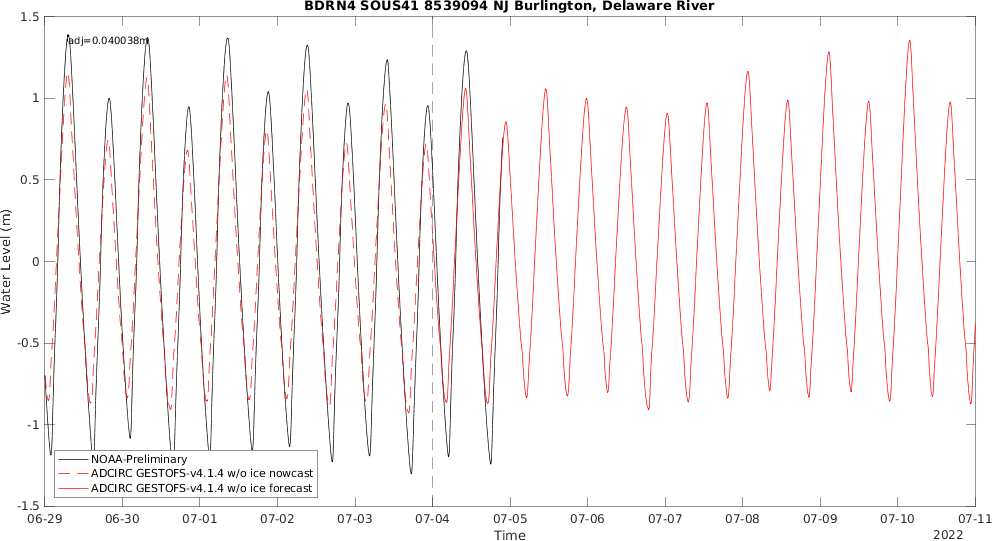 BDRN4 SOUS41 8539094 NJ Burlington, Delaware River
adj=0.040038m
1.5
1
0.5
0
-0.5
-1
-1.5
Water Level (m)
NOAA-Preliminary
ADCIRC GESTOFS-v4.1.4 w/o ice nowcast
ADCIRC GESTOFS-v4.1.4 w/o ice forecast
06-29 06-30 07-01 07-02 07-03 07-04 07-05 07-06 07-07 07-08 07-09 07-10 07-11
Time
2022